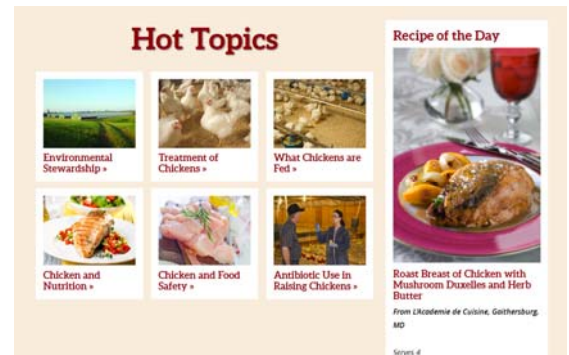 Hot Topics
Environmental
Stewardship »
Treatment of
Chickens »
What Chickens are
Fed »
Chicken and
Nutrition »
Chicken and Food
Safety »
Antibiotic Use in
Raising Chickens »
Recipe of the Day
Roast Breast of Chicken with
Mushroom Duxelles and Herb
Butter
From L'Academie de Cuisine, Gaithersburg,
MD
Serves 4